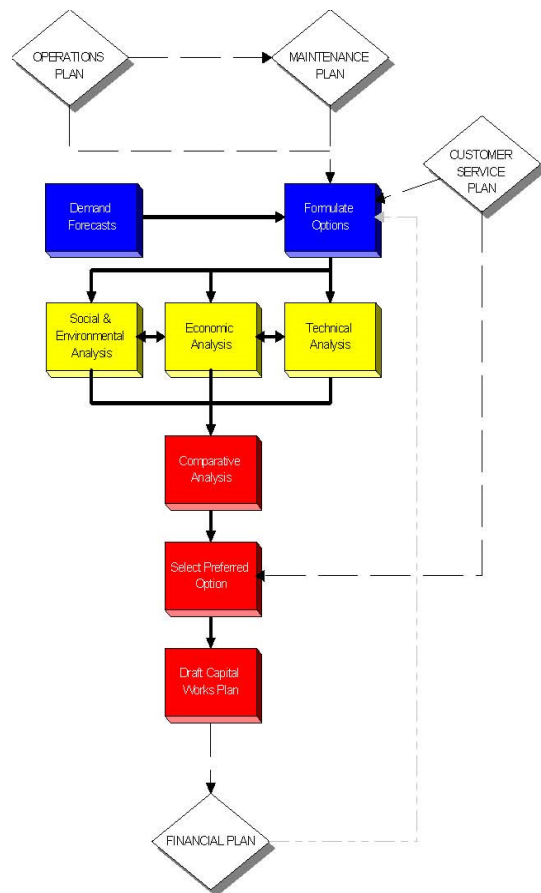 OPERATIONS
PLAN
MAINTENANCE
PLAN
CUSTOMER
SERVICE
PLAN
Demand
Forecasts
Formulate
Options
Social &
Environmental
Analysis
Economic
Analysis
Technical
Analysis
Comparative
Analysis
Select Preferred
Option
Draft Capital
Works Plan
FINANCIAL PLAN